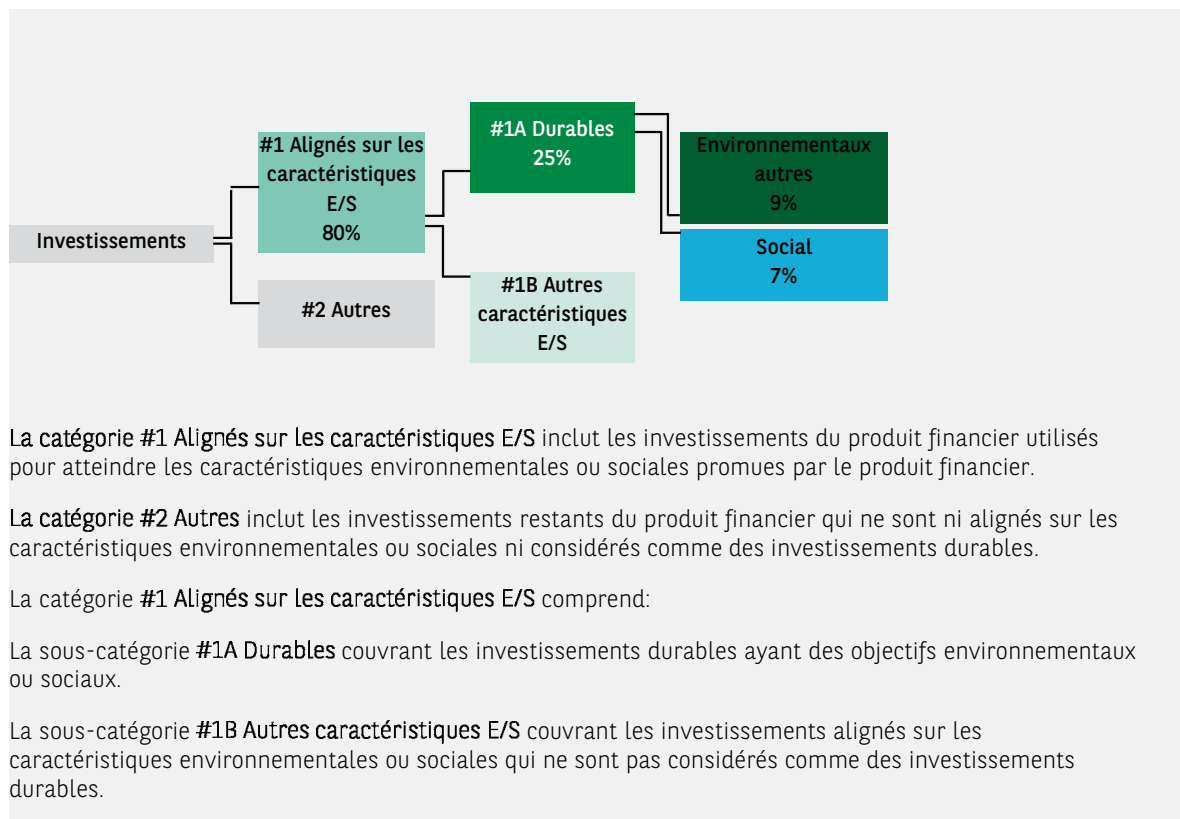 #1A Durables
25%
#1 Alignés sur les
caractéristiques
E/S
80%
Environnementaux
autres
9%
Investissements
Social
7%
#2 Autres
#1B Autres
caractéristiques
E/S
La catégorie #1 Alignés sur les caractéristiques E/S inclut les investissements du produit financier utilisés
pour atteindre les caractéristiques environnementales ou sociales promues par le produit financier.
La catégorie #2 Autres inclut les investissements restants du produit financier qui ne sont ni alignés sur les
caractéristiques environnementales ou sociales ni considérés comme des investissements durables.
La catégorie #1 Alignés sur les caractéristiques E/S comprend:
La sous-catégorie #1A Durables couvrant les investissements durables ayant des objectifs environnementaux
ou sociaux.
La sous-catégorie #1B Autres caractéristiques E/S couvrant les investissements alignés sur les
caractéristiques environnementales ou sociales qui ne sont pas considérés comme des investissements
durables.